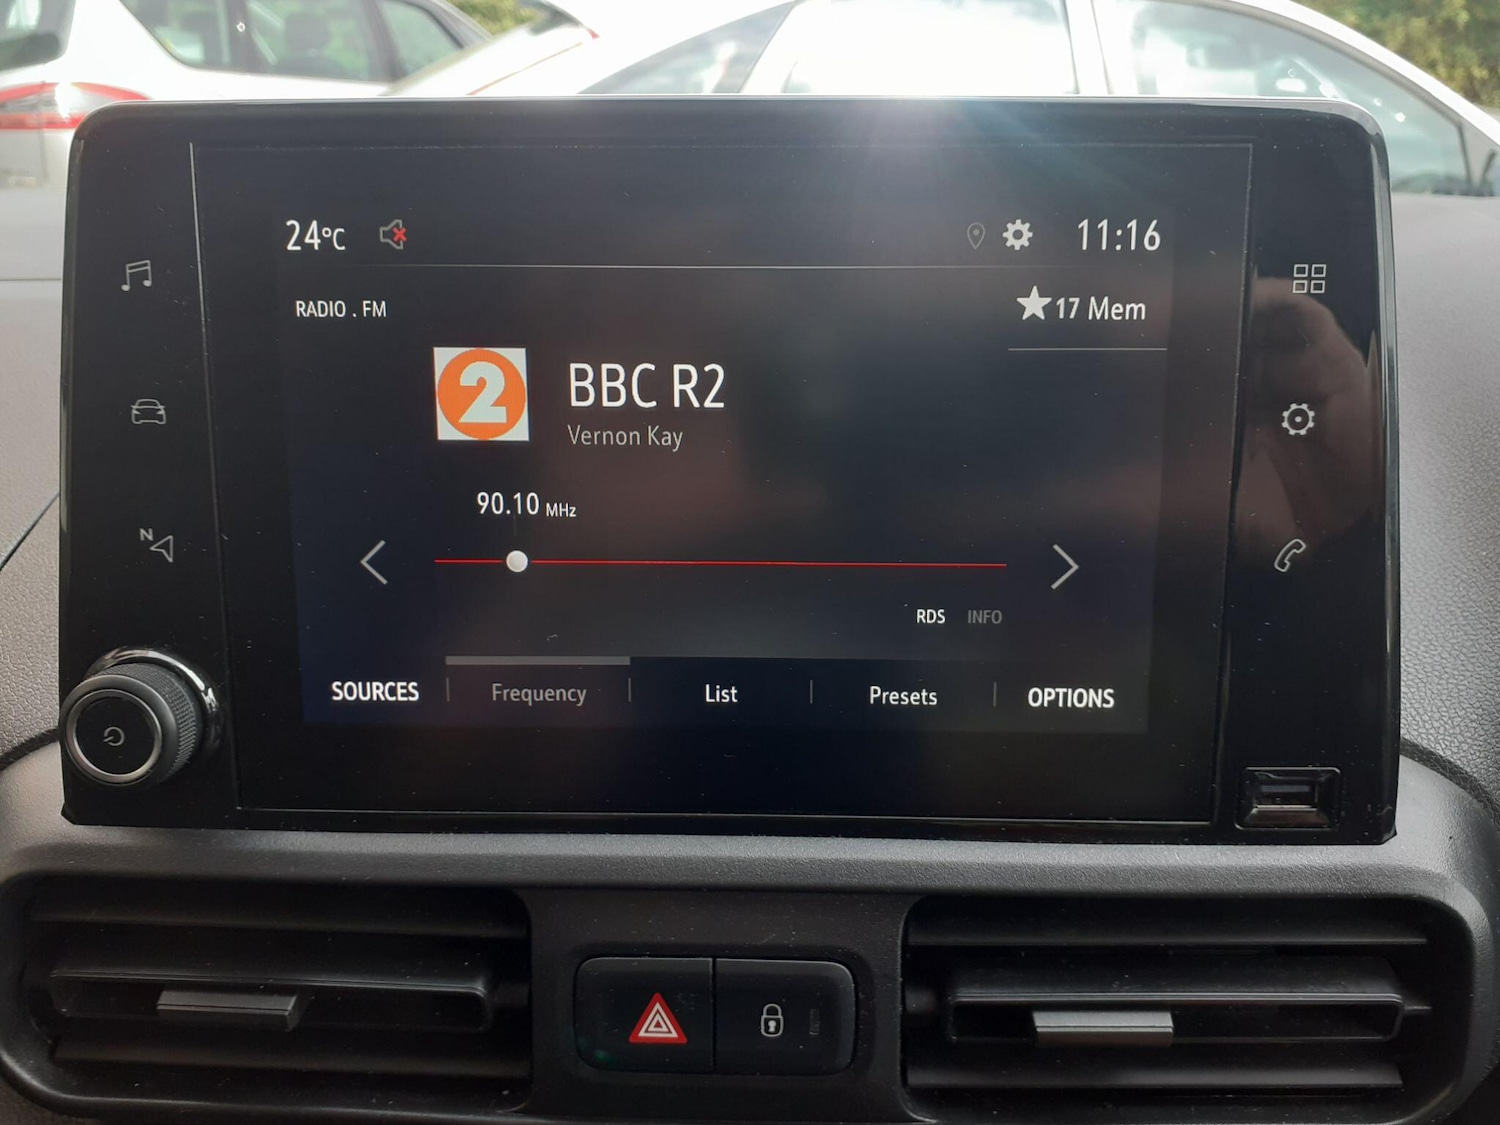 24°C 11:16
RADIO . FM ★17 Mem
2 BBC R2
Vernon Kay
90.10 MHz
N
RDS INFO
SOURCES Frequency List Presets OPTIONS